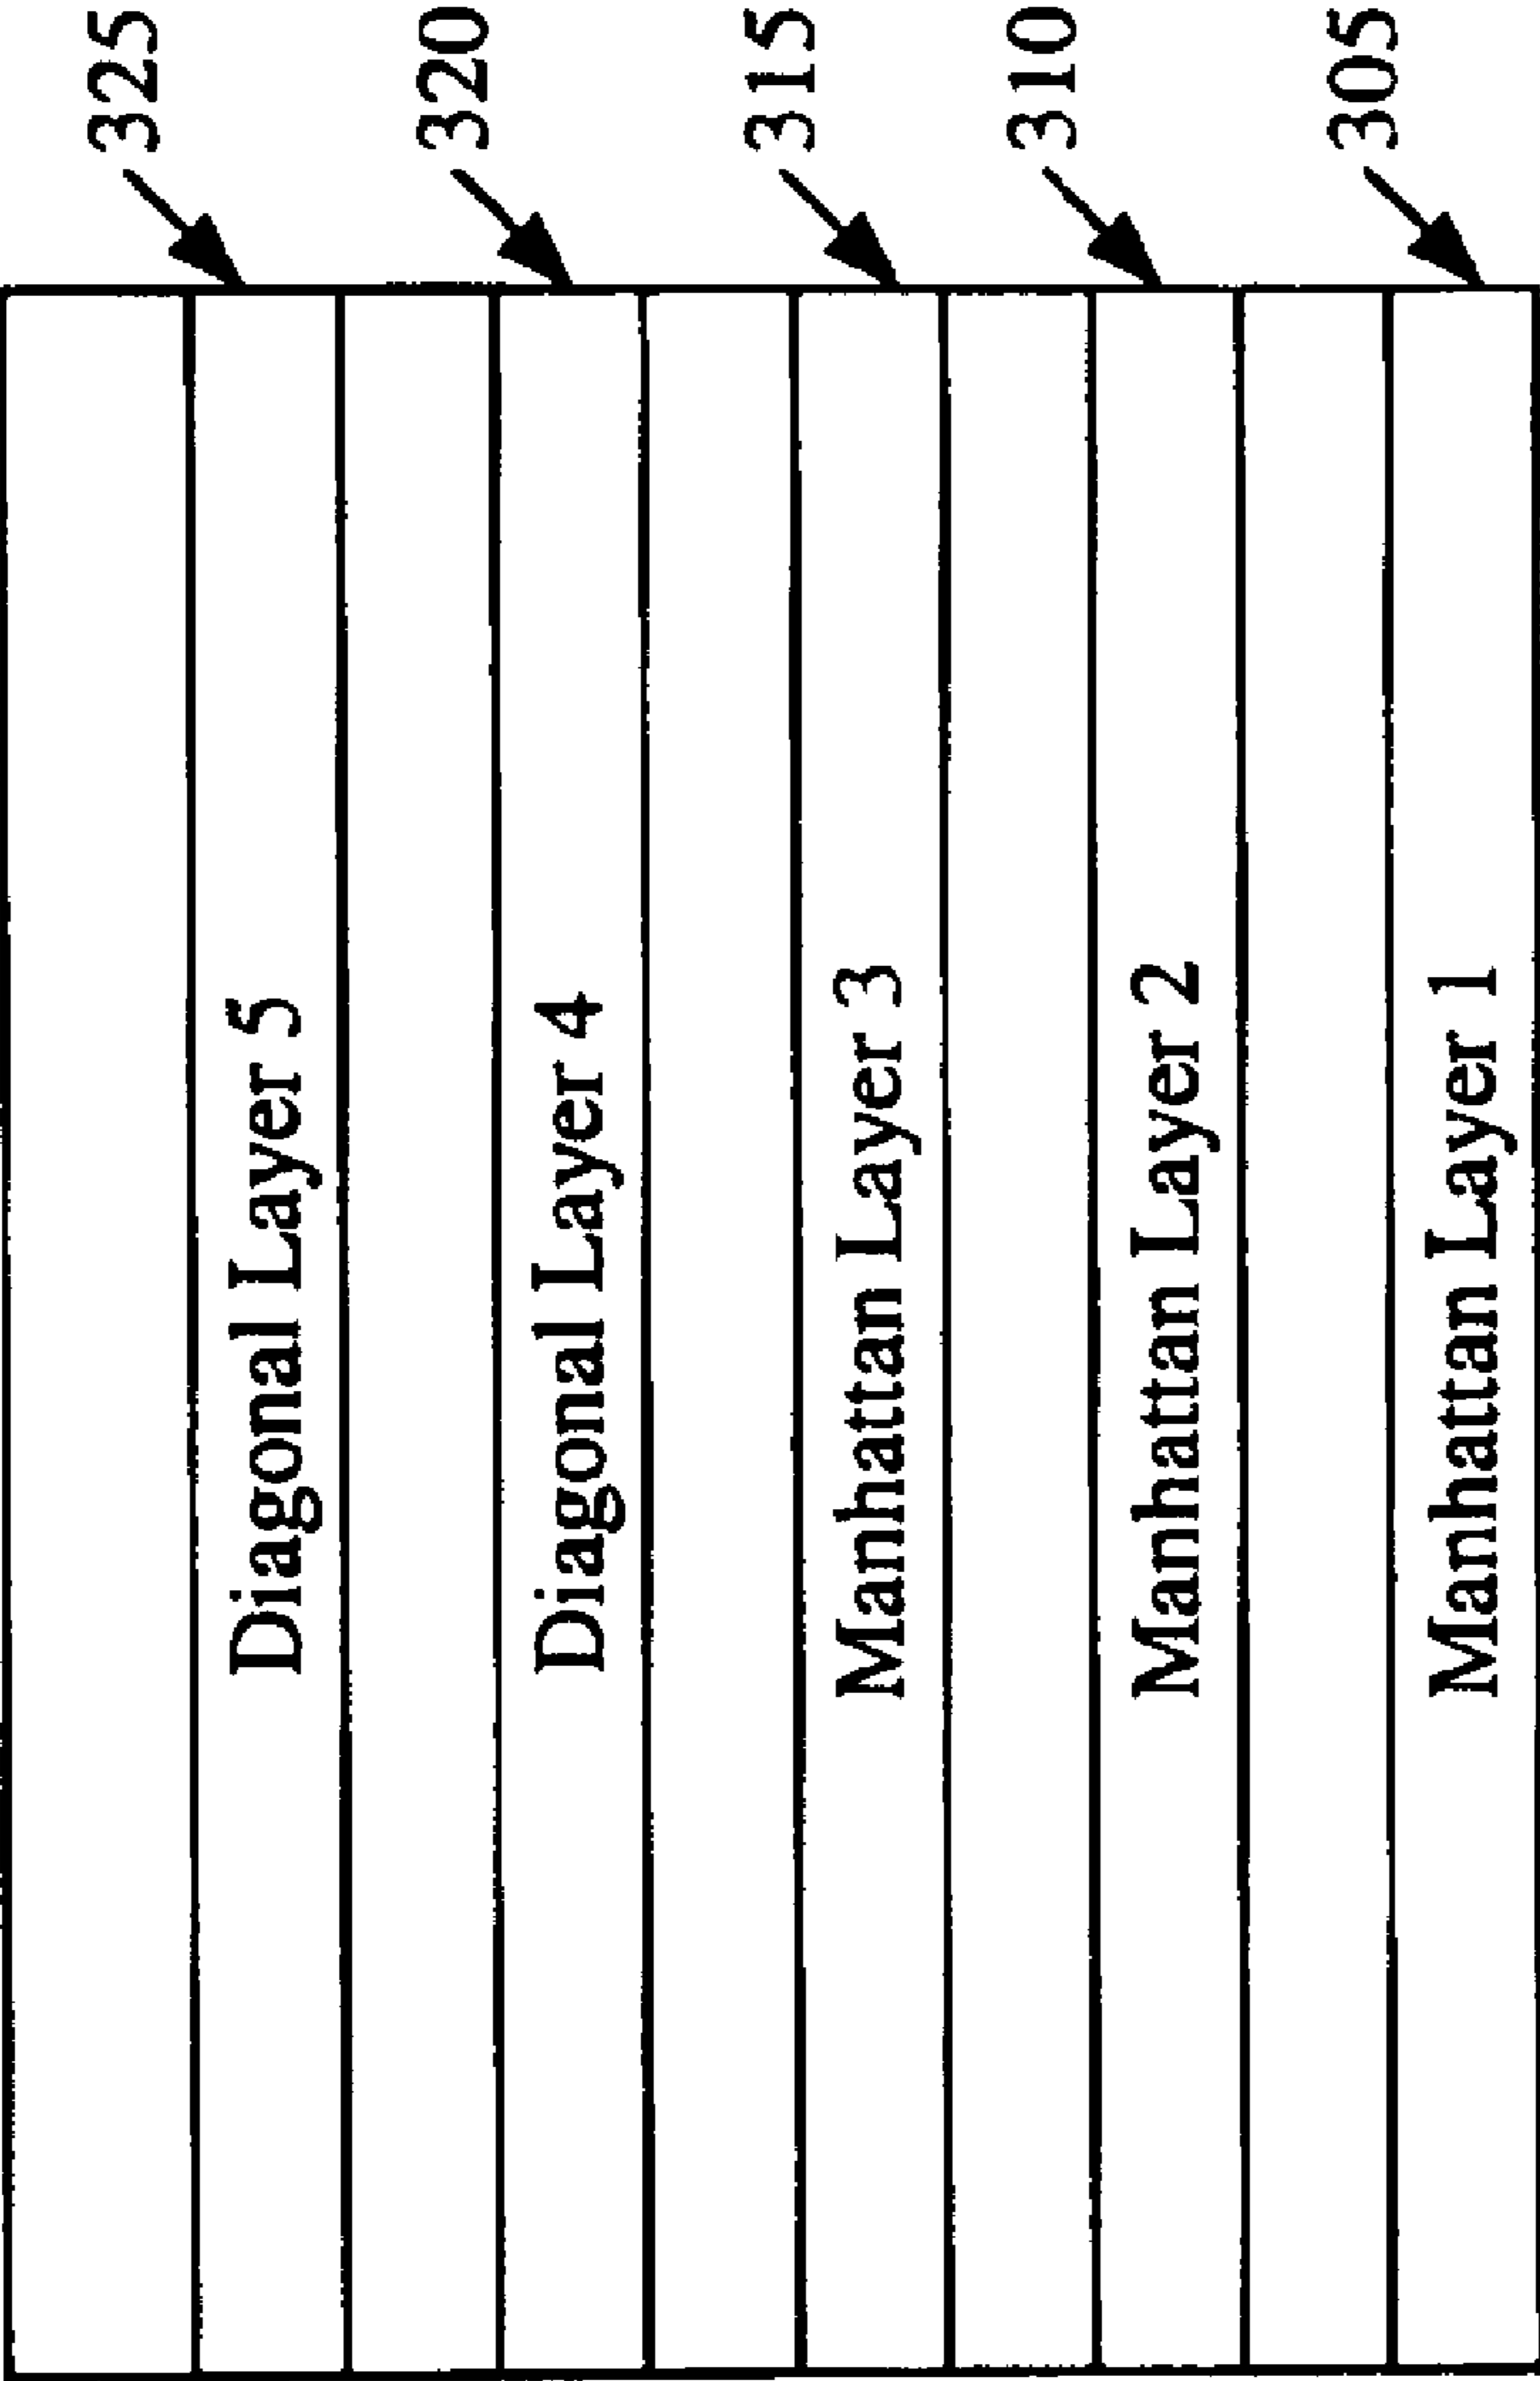 Diagonal Layer 5
325
Diagonal Layer 4
320
Manhattan Layer 3
315
Manhattan Layer 2
310
Manhattan Layer 1
305